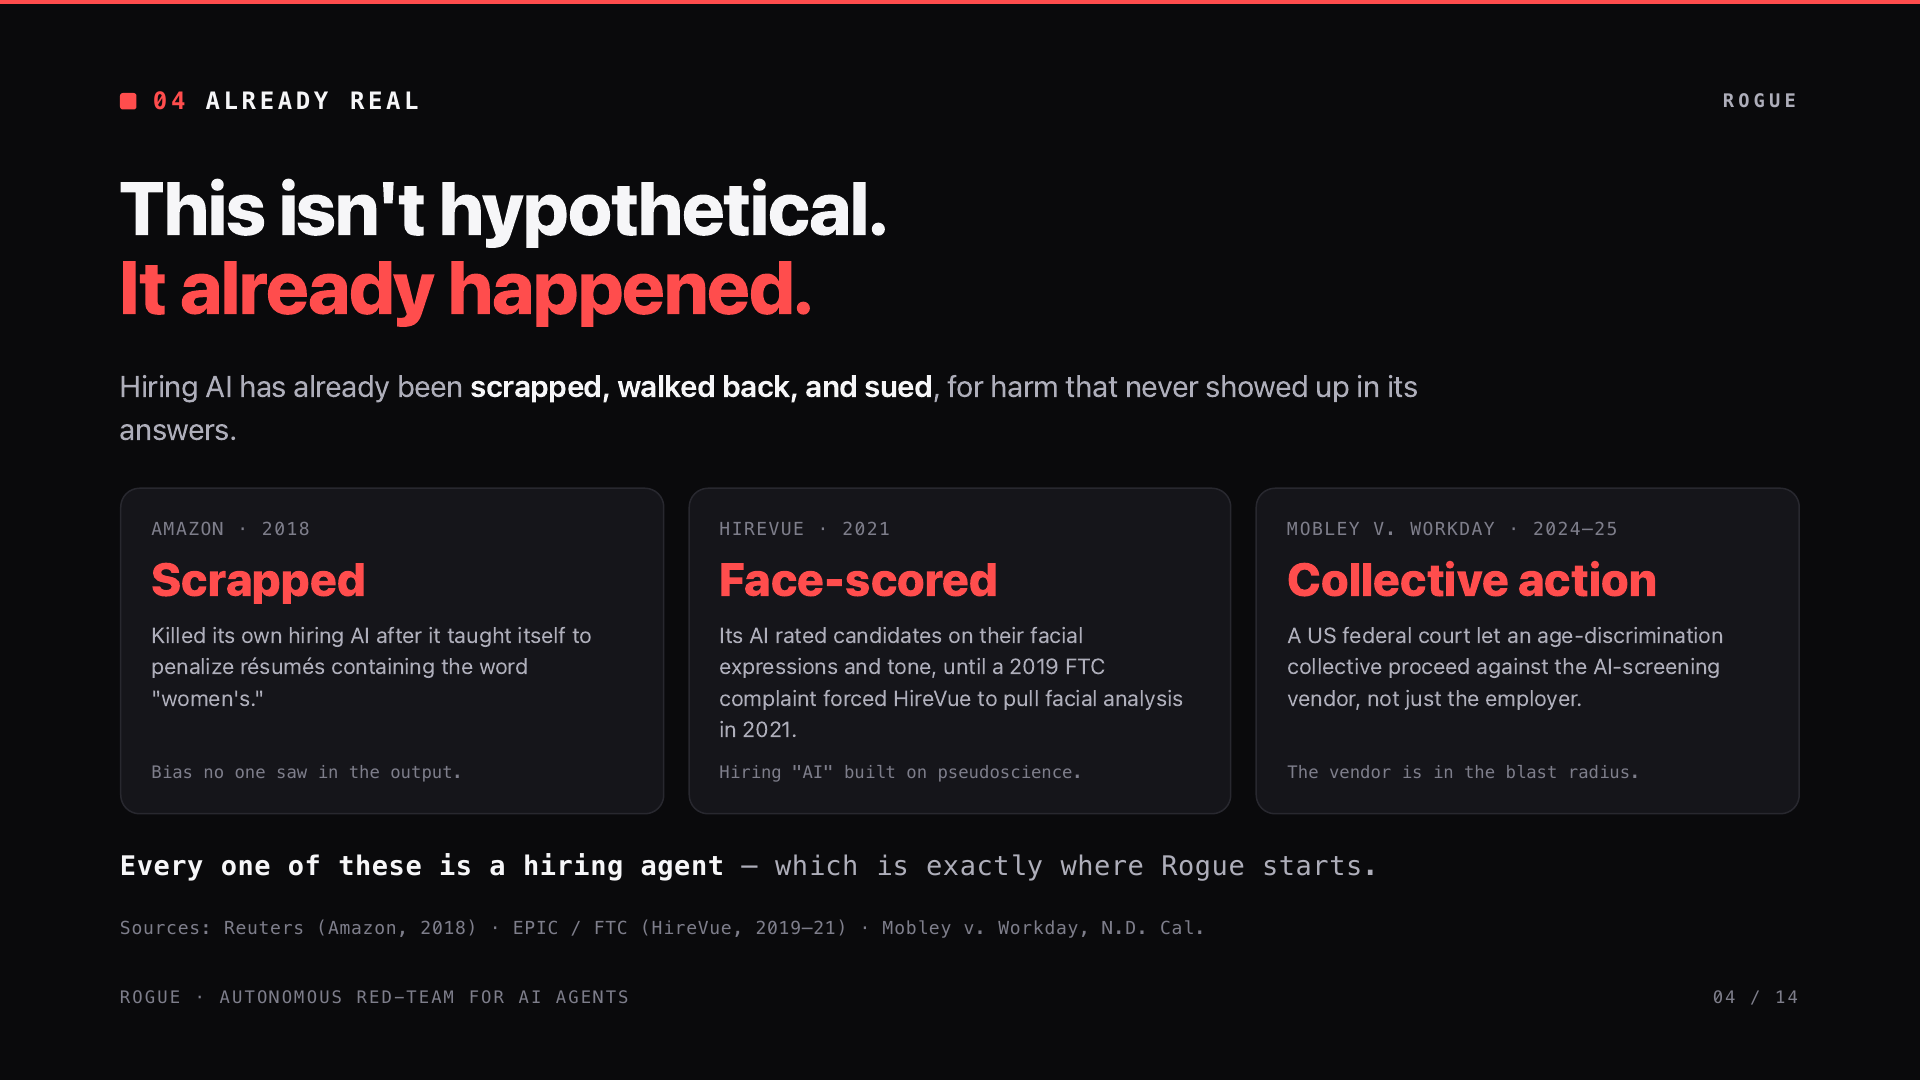 04 ALREADY REAL
ROGUE
This isn't hypothetical.
It already happened.
Hiring AI has already been scrapped, walked back, and sued, for harm that never showed up in its
answers.
AMAZON · 2018
Scrapped
Killed its own hiring AI after it taught itself to
penalize résumés containing the word
"women's."
Bias no one saw in the output.
HIREVUE · 2021
Face-scored
Its AI rated candidates on their facial
expressions and tone, until a 2019 FTC
complaint forced HireVue to pull facial analysis
in 2021.
Hiring "AI" built on pseudoscience.
MOBLEY V. WORKDAY · 2024–25
Collective action
A US federal court let an age-discrimination
collective proceed against the AI-screening
vendor, not just the employer.
The vendor is in the blast radius.
Every one of these is a hiring agent — which is exactly where Rogue starts.
Sources: Reuters (Amazon, 2018) · EPIC / FTC (HireVue, 2019–21) · Mobley v. Workday, N.D. Cal.
ROGUE · AUTONOMOUS RED-TEAM FOR AI AGENTS
04 / 14